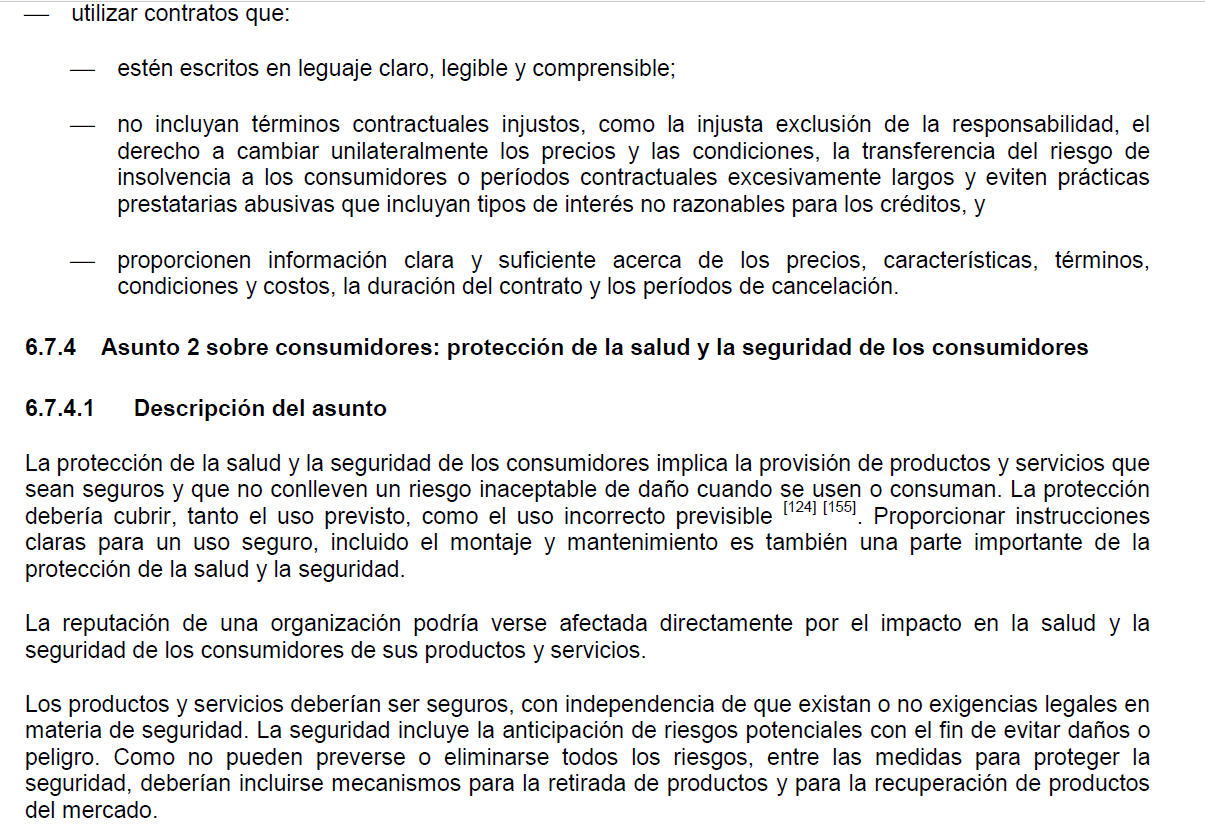 — utilizar contratos que:
— estén escritos en leguaje claro, legible y comprensible;
— no incluyan términos contractuales injustos, como la injusta exclusión de la responsabilidad, el
derecho a cambiar unilateralmente los precios y las condiciones, la transferencia del riesgo de
insolvencia a los consumidores o períodos contractuales excesivamente largos y eviten prácticas
prestatarias abusivas que incluyan tipos de interés no razonables para los créditos, y
— proporcionen información clara y suficiente acerca de los precios, características, términos,
condiciones y costos, la duración del contrato y los períodos de cancelación.
6.7.4 Asunto 2 sobre consumidores: protección de la salud y la seguridad de los consumidores
6.7.4.1 Descripción del asunto
La protección de la salud y la seguridad de los consumidores implica la provisión de productos y servicios que
sean seguros y que no conlleven un riesgo inaceptable de daño cuando se usen o consuman. La protección
debería cubrir, tanto el uso previsto, como el uso incorrecto previsible [124] [155]. Proporcionar instrucciones
claras para un uso seguro, incluido el montaje y mantenimiento es también una parte importante de la
protección de la salud y la seguridad.
La reputación de una organización podría verse afectada directamente por el impacto en la salud y la
seguridad de los consumidores de sus productos y servicios.
Los productos y servicios deberían ser seguros, con independencia de que existan o no exigencias legales en
materia de seguridad. La seguridad incluye la anticipación de riesgos potenciales con el fin de evitar daños o
peligro. Como no pueden preverse o eliminarse todos los riesgos, entre las medidas para proteger la
seguridad, deberían incluirse mecanismos para la retirada de productos y para la recuperación de productos
del mercado.